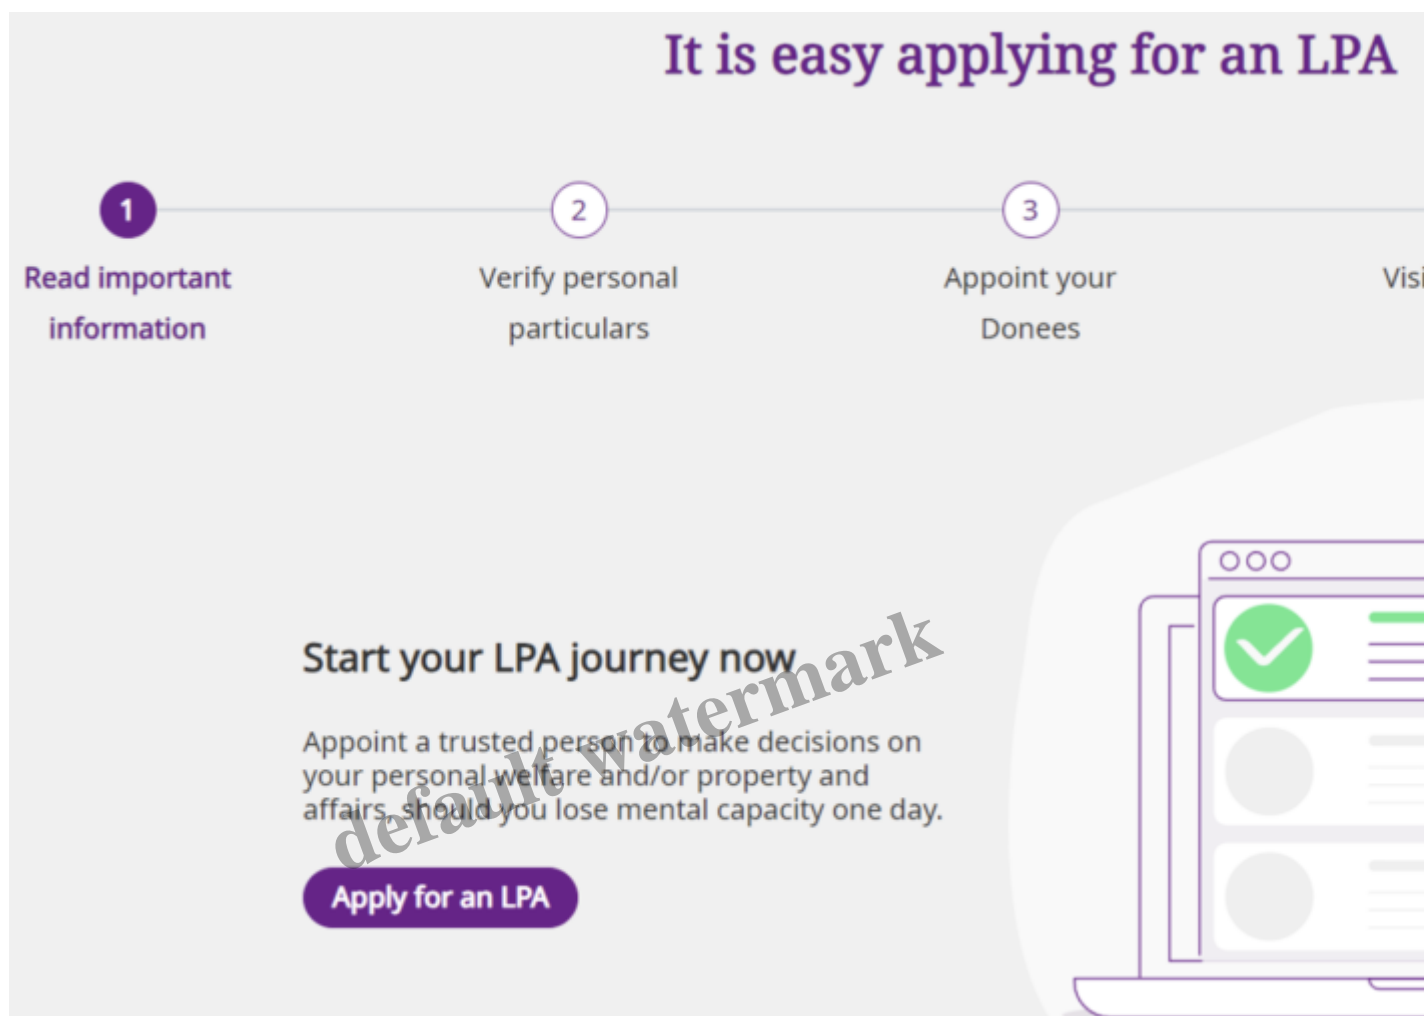 It is easy applying for an LPA
1
2
3
Read important
information
Verify personal
particulars
Appoint your
Donees
Start your LPA journey now
Appoint a trusted person to make decisions on
your personal welfare and/or property and
affairs, should you lose mental capacity one day.
default watermark
Apply for an LPA